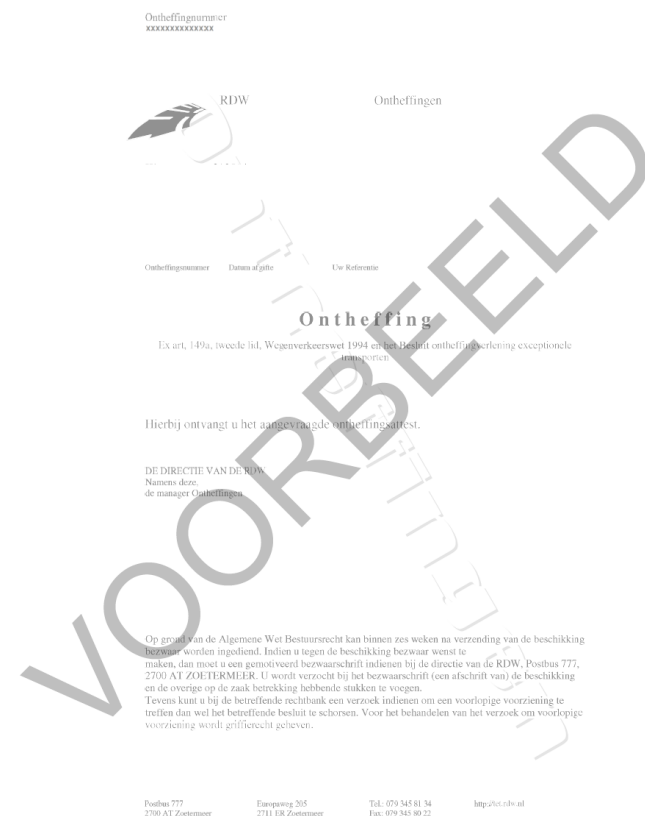 Ontheffingnummer
xxxxxxxxxxxxxx
RDW Ontheffingen
Ontheffingsnummer Datum afgifte Uw Referentie
Ontheffing
Ex art, 149a, tweede lid, Wegenverkeerswet 1994 en het Besluit ontheffingverlening exceptionele
transporten
Hierbij ontvangt u het aangevraagde ontheffingsattest.
DE DIRECTIE VAN DE RDW
Namens deze,
de manager Ontheffingen
Op grond van de Algemene Wet Bestuursrecht kan binnen zes weken na verzending van de beschikking
bezwaar worden ingediend. Indien u tegen de beschikking bezwaar wenst te
maken, dan moet u een gemotiveerd bezwaarschrift indienen bij de directie van de RDW, Postbus 777,
2700 AT ZOETERMEER. U wordt verzocht bij het bezwaarschrift (een afschrift van) de beschikking
en de overige op de zaak betrekking hebbende stukken te voegen.
Tevens kunt u bij de betreffende rechtbank een verzoek indienen om een voorlopige voorziening te
treffen dan wel het betreffende besluit te schorsen. Voor het behandelen van het verzoek om voorlopige
voorziening wordt griffierecht geheven.
Postbus 777 Europaweg 205 Tel.: 079 345 81 34
2700 AT Zoetermeer 2711 ER Zoetermeer Fax: 079 345 80 22
VOORBEELD